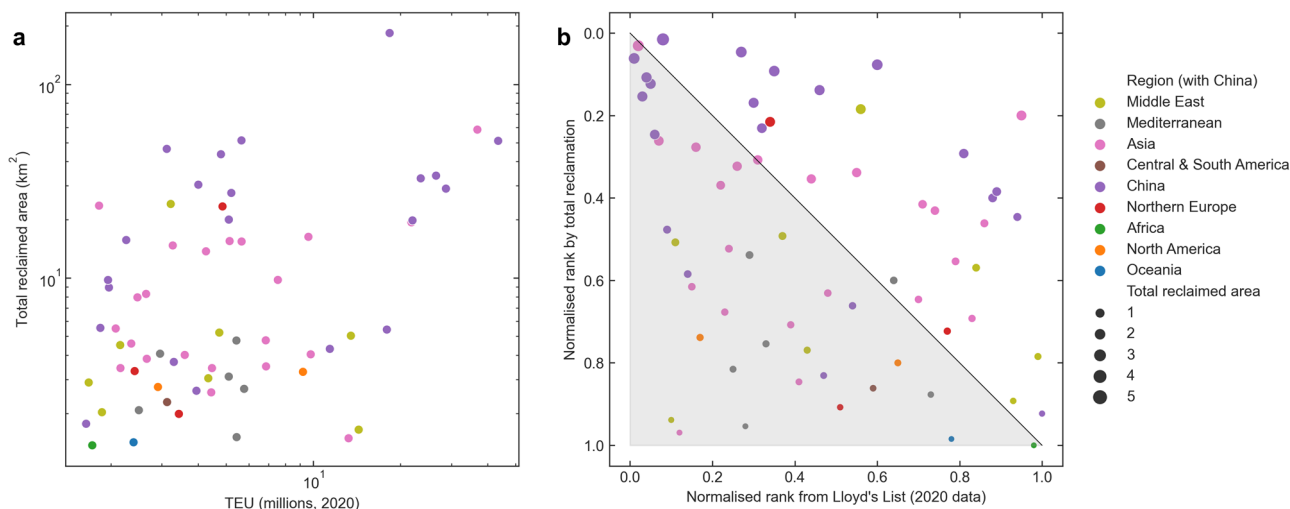 a
Total reclaimed area (km²)
10²
10¹
10¹
TEU (millions, 2020)
b
Normalised rank by total reclamation
0.0
0.2
0.4
0.6
0.8
1.0
0.0 0.2 0.4 0.6 0.8 1.0
Normalised rank from Lloyd's List (2020 data)
Region (with China)
Middle East
Mediterranean
Asia
Central & South America
China
Northern Europe
Africa
North America
Oceania
Total reclaimed area
1
2
3
4
5